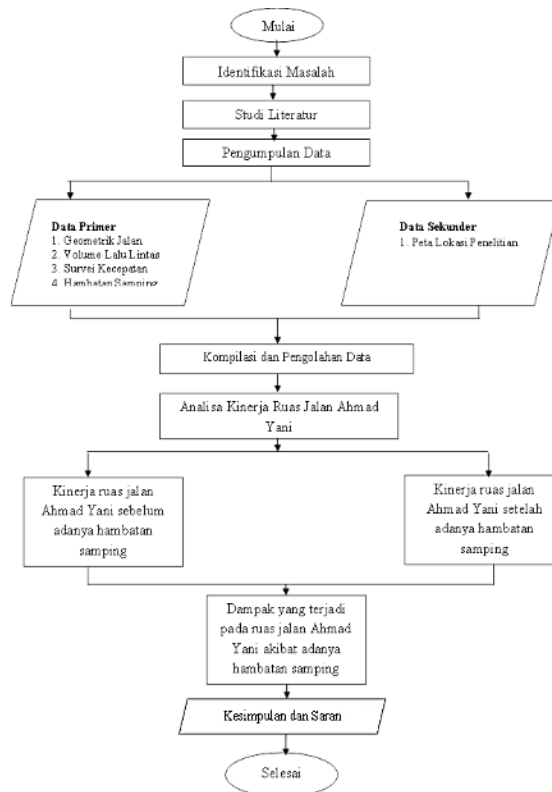 Mulai
Identifikasi Masalah
Studi Literatur
Pengumpulan Data
Data Primer
1. Geometrik Jalan
2. Volume Lalu Lintas
3. Survei Kecepatan
4. Hambatan Samping
Data Sekunder
1. Peta Lokasi Penelitian
Kompilasi dan Pengolahan Data
Analisa Kinerja Ruas Jalan Ahmad
Yani
Kinerja ruas jalan
Ahmad Yani sebelum
adanya hambatan
samping
Kinerja ruas jalan
Ahmad Yani setelah
adanya hambatan
samping
Dampak yang terjadi
pada ruas jalan Ahmad
Yani akibat adanya
hambatan samping
Kesimpulan dan Saran
Selesai